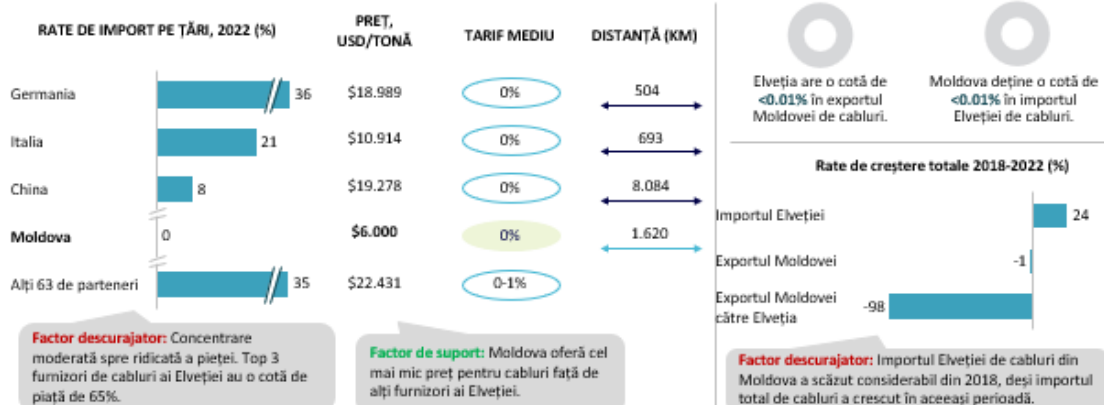 RATE DE IMPORT PE ȚĂRI, 2022 (%)
PREȚ,
USD/TONĂ
TARIF MEDIU
DISTANȚĂ (KM)
Germania
36
$18.989
0%
504
Italia
21
$10.914
0%
693
China
8
$19.278
0%
8.084
Moldova
0
$6.000
0%
1.620
Alți 63 de parteneri
35
$22.431
0-1%
Factor descurajator: Concentrare
moderată spre ridicată a pieței. Top 3
furnizori de cabluri ai Elveției au o cotă de
piață de 65%.
Factor de suport: Moldova oferă cel
mai mic preț pentru cabluri față de
alți furnizori ai Elveției.
Elveția are o cotă de
<0.01% în exportul
Moldovei de cabluri.
Moldova deține o cotă de
<0.01% în importul
Elveției de cabluri.
Rate de creștere totale 2018-2022 (%)
Importul Elveției
24
Exportul Moldovei
-1
Exportul Moldovei
către Elveția
-98
Factor descurajator: Importul Elveției de cabluri din
Moldova a scăzut considerabil din 2018, deși importul
total de cabluri a crescut în aceeași perioadă.